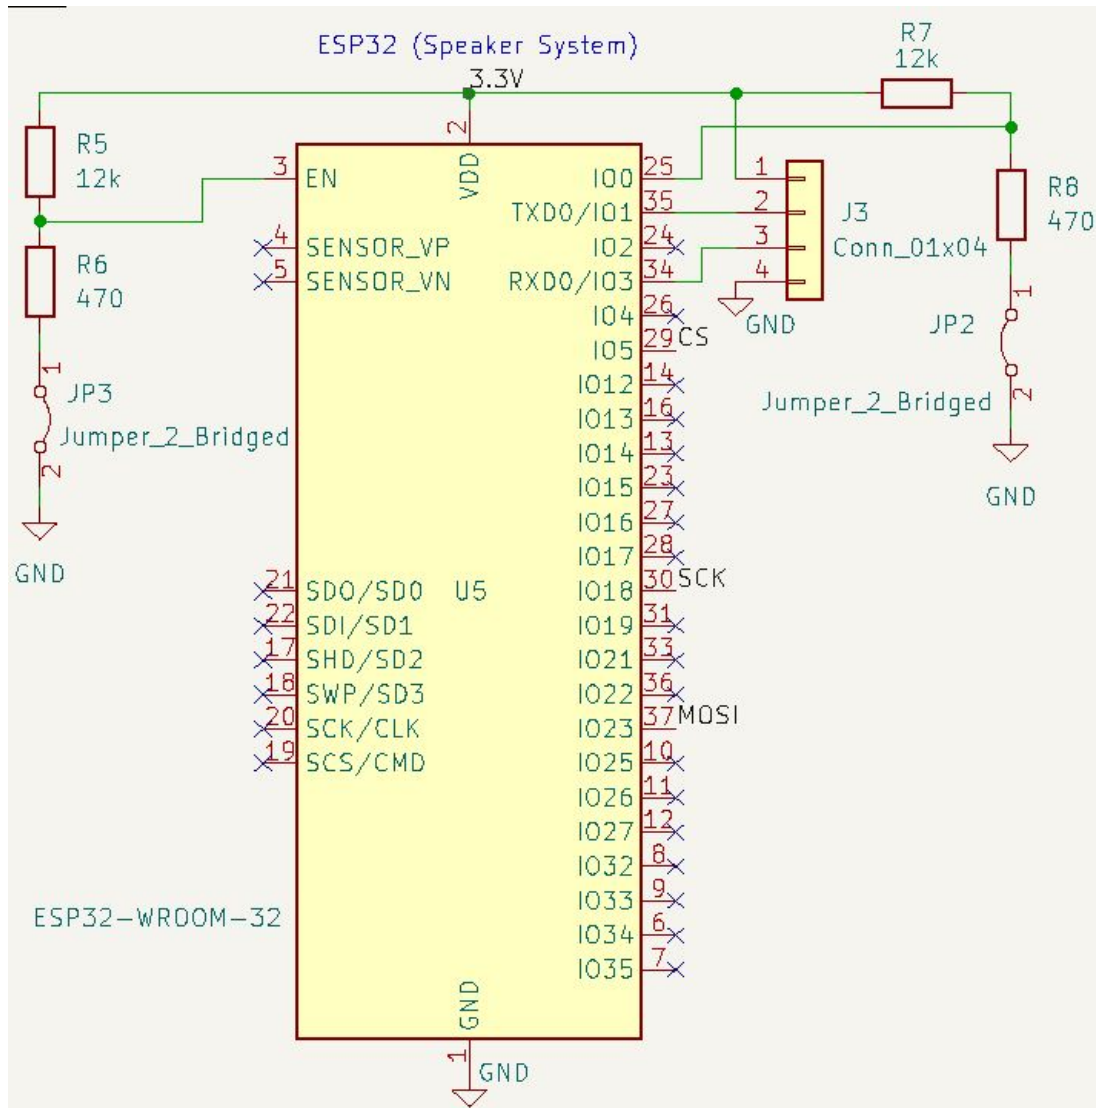 ESP32 (Speaker System)
3.3V
R7
12k
R5
12k
R6
470
JP3
1
Jumper_2_Bridged
2
GND
2
VDD
3 EN
4 SENSOR_VP
5 SENSOR_VN
21 SDO/SD0
22 SDI/SD1
17 SHD/SD2
18 SWP/SD3
20 SCK/CLK
19 SCS/CMD
U5
ESP32-WROOM-32
IO0 25
TXD0/IO1 35
IO2 24
RXD0/IO3 34
IO4 26
IO5 29 CS
IO12 14
IO13 16
IO14 13
IO15 23
IO16 27
IO17 28
IO18 30 SCK
IO19 31
IO21 33
IO22 36
IO23 37 MOSI
IO25 10
IO26 11
IO27 12
IO32 8
IO33 9
IO34 6
IO35 7
GND
1
GND
1
2
3
4
J3
Conn_01x04
GND
R8
470
1
JP2
2
Jumper_2_Bridged
GND